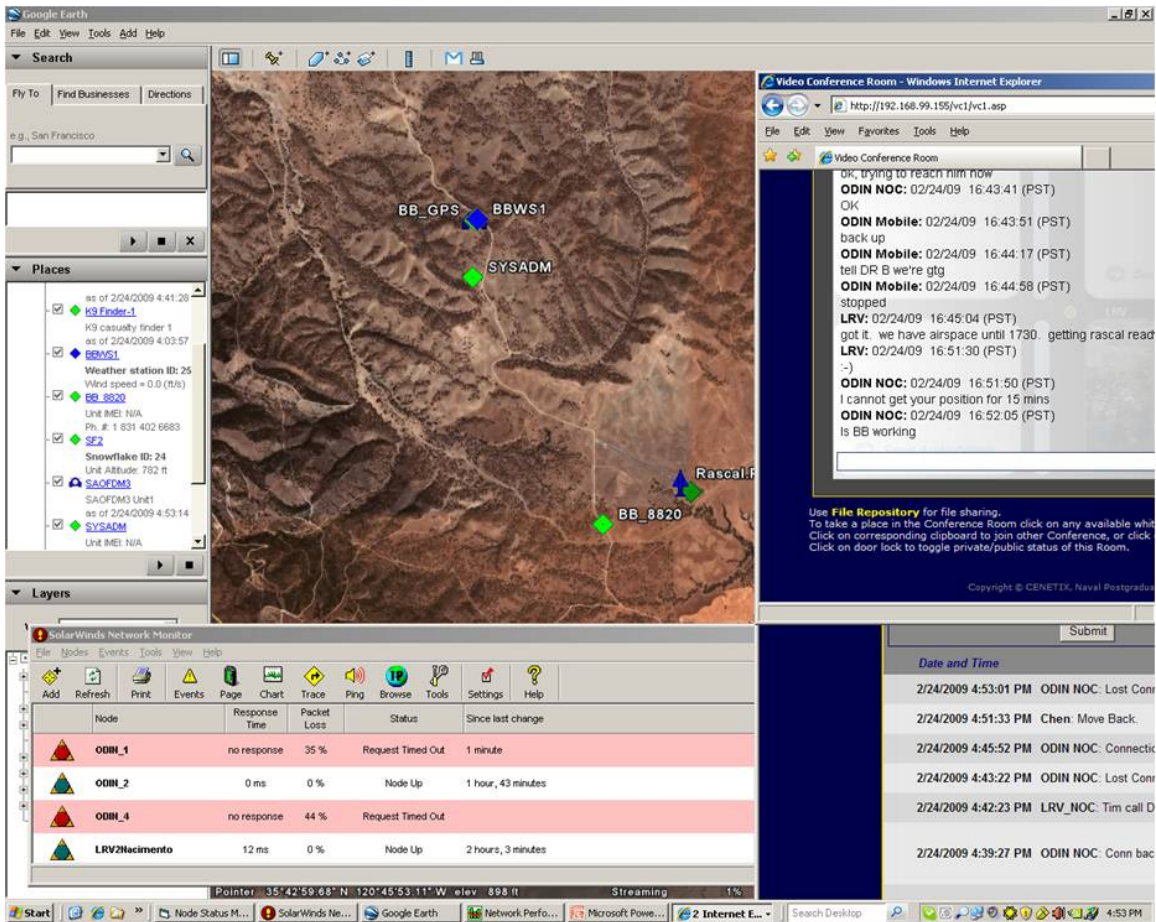 Google Earth
File Edit View Tools Add Help
Search
Fly To Find Businesses Directions
e.g., San Francisco
Places
as of 2/24/2009 4:41:28
K9 Finder-1
K9 casualty finder 1
as of 2/24/2009 4:03:57
BBWS1
Weather station ID: 25
Wind speed = 0.0 (ft/s)
BB_8820
Unit IMEI: N/A
Ph. #: 1 831 402 6683
SF2
Snowflake ID: 24
Unit Altitude: 782 ft
SAOFDM3
SAOFDM3 Unit1
as of 2/24/2009 4:53:14
SYSADM
Unit IMEI: N/A
Layers
BB_GPS BBWS1
SYSADM
Rascal.
BB_8820
Video Conference Room - Windows Internet Explorer
http://192.168.99.155/vc1/vc1.asp
File Edit View Favorites Tools Help
Video Conference Room
ok, trying to reach him now
ODIN NOC: 02/24/09 16:43:41 (PST)
OK
ODIN Mobile: 02/24/09 16:43:51 (PST)
back up
ODIN Mobile: 02/24/09 16:44:17 (PST)
tell DR B we're gtg
ODIN Mobile: 02/24/09 16:44:58 (PST)
stopped
LRV: 02/24/09 16:45:04 (PST)
got it. we have airspace until 1730. getting rascal read
LRV: 02/24/09 16:51:30 (PST)
:-)
ODIN NOC: 02/24/09 16:51:50 (PST)
I cannot get your position for 15 mins
ODIN NOC: 02/24/09 16:52:05 (PST)
Is BB working
Use File Repository for file sharing.
To take a place in the Conference Room click on any available whit
Click on corresponding clipboard to join other Conference, or click
Click on door lock to toggle private/public status of this Room.
Copyright © CENETIX, Naval Postgradua
SolarWinds Network Monitor
File Nodes Events Tools View Help
Add Refresh Print Events Page Chart Trace Ping Browse Tools Settings Help
Node Response Time Packet Loss Status Since last change
ODIN_1 no response 35 % Request Timed Out 1 minute
ODIN_2 0 ms 0 % Node Up 1 hour, 43 minutes
ODIN_4 no response 44 % Request Timed Out
LRV2Nacimento 12 ms 0 % Node Up 2 hours, 3 minutes
Submit
Date and Time
2/24/2009 4:53:01 PM ODIN NOC: Lost Conn
2/24/2009 4:51:33 PM Chen: Move Back.
2/24/2009 4:45:52 PM ODIN NOC: Connectio
2/24/2009 4:43:22 PM ODIN NOC: Lost Conn
2/24/2009 4:42:23 PM LRV_NOC: Tim call D
2/24/2009 4:39:27 PM ODIN NOC: Conn bac
Pointer 35°42'59.68" N 120°45'53.11" W elev 898 ft Streaming 1%
Start Node Status M... SolarWinds Ne... Google Earth Network Perfo... Microsoft Powe... 2 Internet E... Search Desktop 4:53 PM